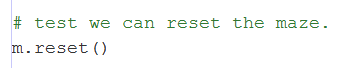 # test we can reset the maze.
m.reset()